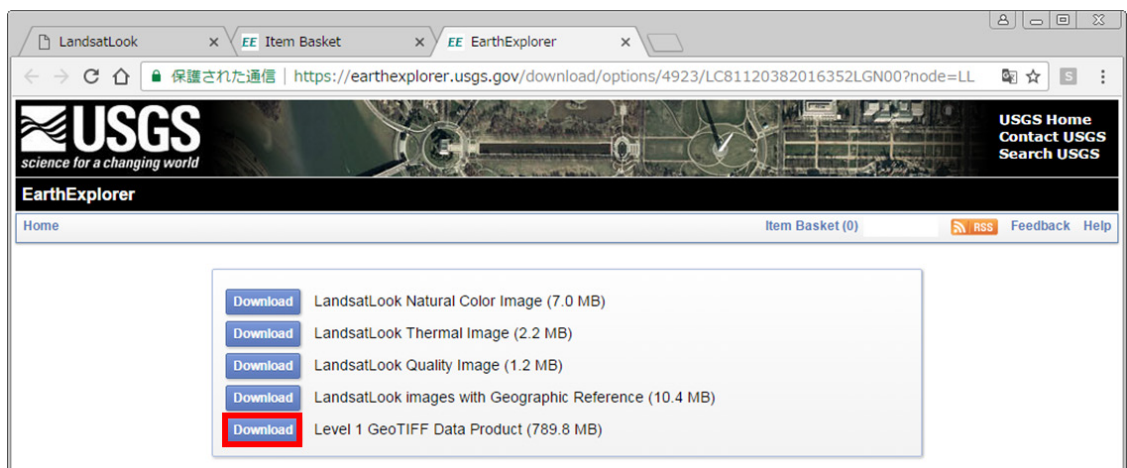 LandsatLook
EE Item Basket
EE EarthExplorer
保護された通信 | https://earthexplorer.usgs.gov/download/options/4923/LC81120382016352LGN00?node=LL
S
USGS
science for a changing world
USGS Home
Contact USGS
Search USGS
EarthExplorer
Home
Item Basket (0)
RSS
Feedback
Help
Download LandsatLook Natural Color Image (7.0 MB)
Download LandsatLook Thermal Image (2.2 MB)
Download LandsatLook Quality Image (1.2 MB)
Download LandsatLook images with Geographic Reference (10.4 MB)
Download Level 1 GeoTIFF Data Product (789.8 MB)